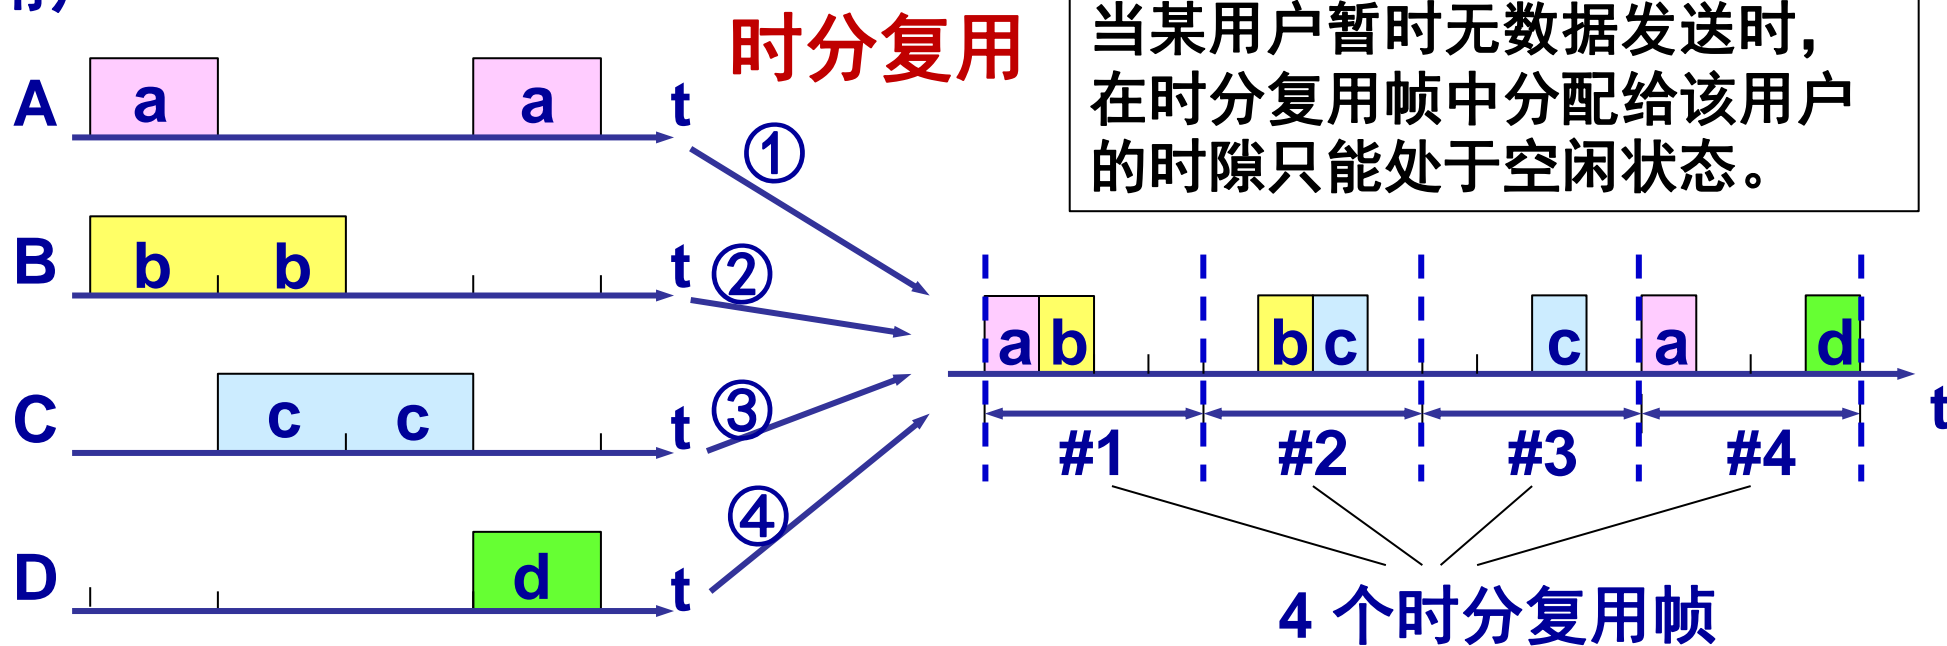 时分复用
当某用户暂时无数据发送时，
在时分复用帧中分配给该用户
的时隙只能处于空闲状态。
A a a t
①
B b b t
②
a b b c c a d
t
C c c t
③
#1 #2 #3 #4
④
D d t
4 个时分复用帧